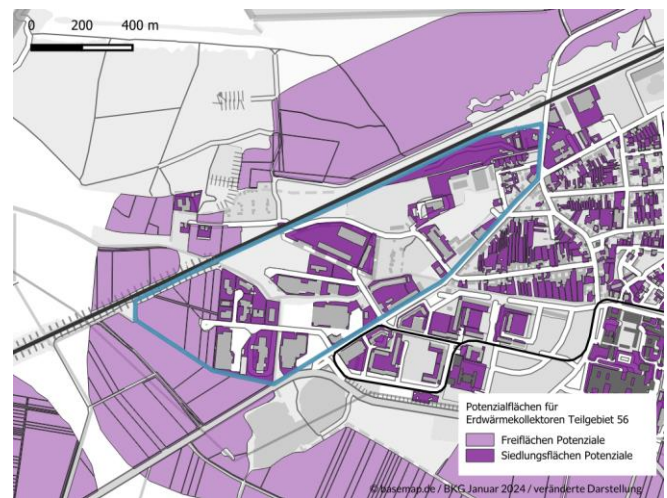 0 200 400 m
Potenzialflächen für
Erdwärmekollektoren Teilgebiet 56
Freiflächen Potenziale
Siedlungsflächen Potenziale
© basemap.de / BKG Januar 2024 / veränderte Darstellung